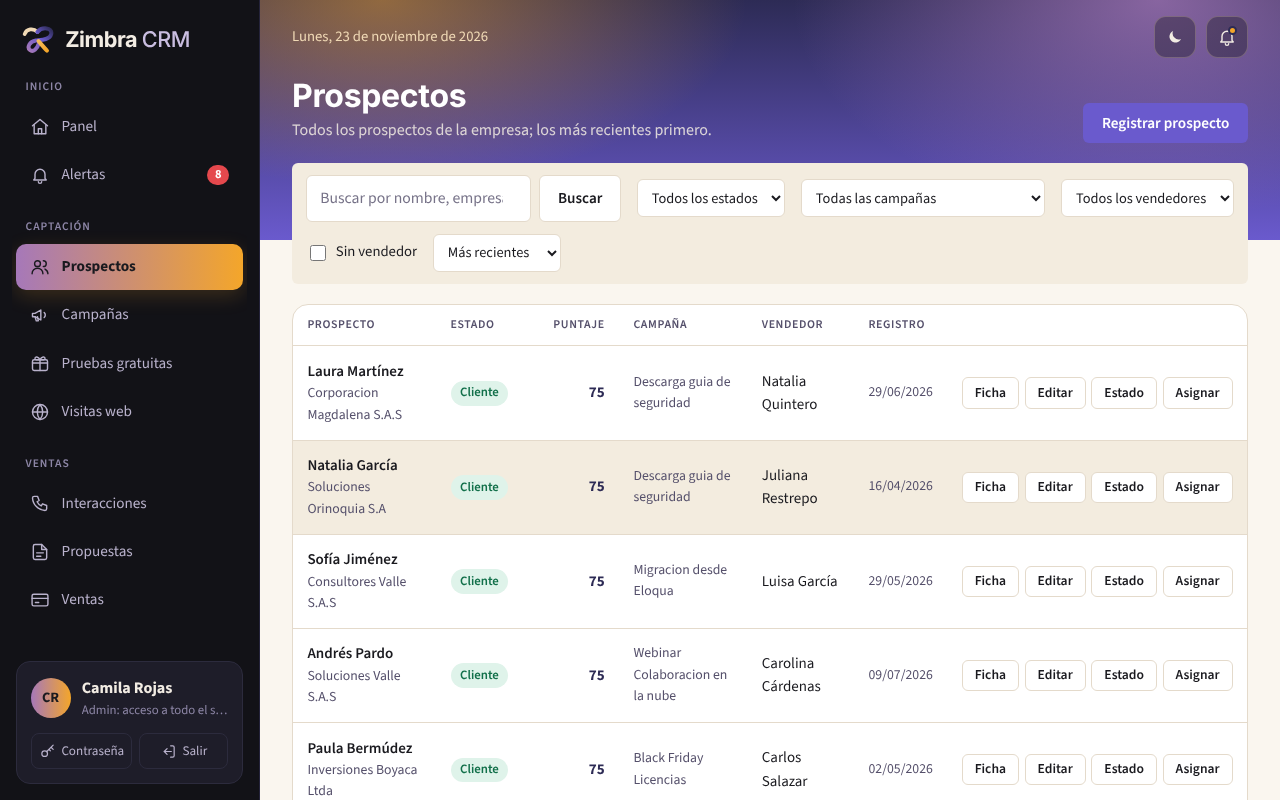 Zimbra CRM
INICIO
Panel
Alertas
8
CAPTACIÓN
Prospectos
Campañas
Pruebas gratuitas
Visitas web
VENTAS
Interacciones
Propuestas
Ventas
CR
Camila Rojas
Admin: acceso a todo el s…
Contraseña
Salir
Lunes, 23 de noviembre de 2026
Prospectos
Todos los prospectos de la empresa; los más recientes primero.
Registrar prospecto
Buscar por nombre, empres
Buscar
Todos los estados
Todas las campañas
Todos los vendedores
Sin vendedor
Más recientes
PROSPECTO ESTADO PUNTAJE CAMPAÑA VENDEDOR REGISTRO
Laura Martínez
Corporacion
Magdalena S.A.S
Cliente
75
Descarga guia de
seguridad
Natalia
Quintero
29/06/2026
Ficha Editar Estado Asignar
Natalia García
Soluciones
Orinoquia S.A
Cliente
75
Descarga guia de
seguridad
Juliana
Restrepo
16/04/2026
Ficha Editar Estado Asignar
Sofía Jiménez
Consultores Valle
S.A.S
Cliente
75
Migracion desde
Eloqua
Luisa García
29/05/2026
Ficha Editar Estado Asignar
Andrés Pardo
Soluciones Valle
S.A.S
Cliente
75
Webinar
Colaboracion en
la nube
Carolina
Cárdenas
09/07/2026
Ficha Editar Estado Asignar
Paula Bermúdez
Inversiones Boyaca
Ltda
Cliente
75
Black Friday
Licencias
Carlos
Salazar
02/05/2026
Ficha Editar Estado Asignar